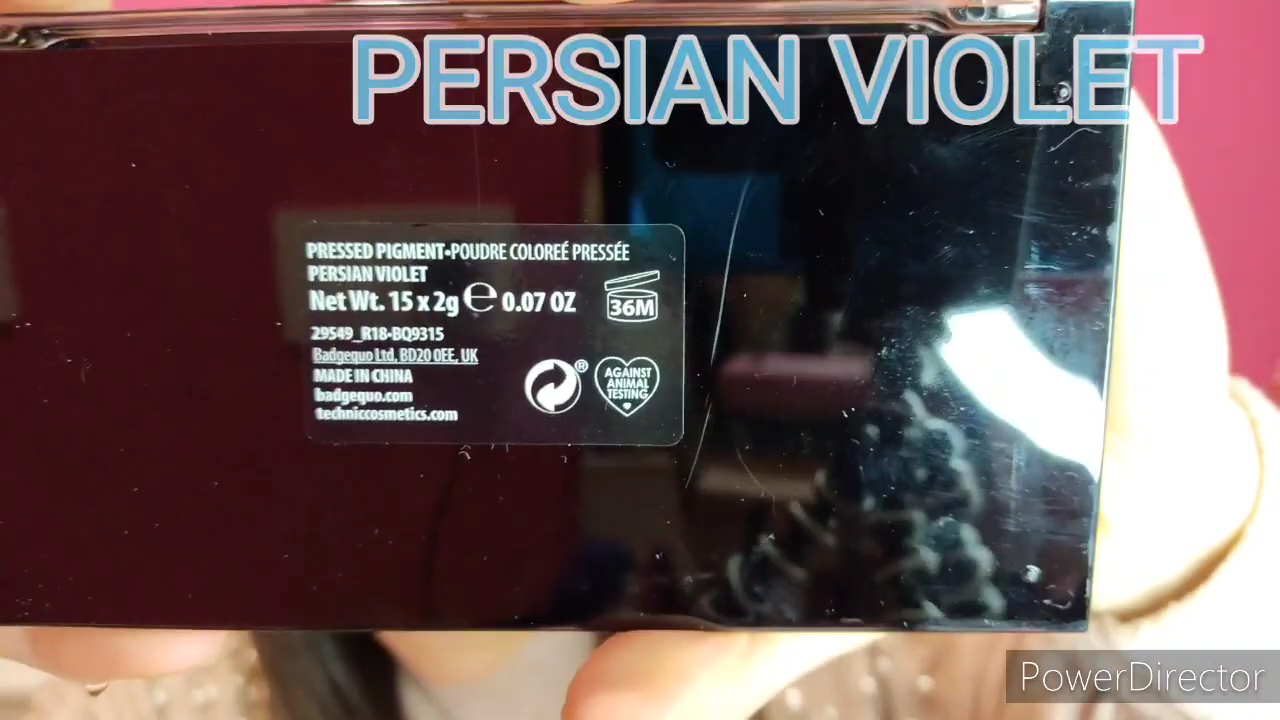 PERSIAN VIOLET
PRESSED PIGMENT•POUDRE COLOREÉ PRESSÉE
PERSIAN VIOLET
Net Wt. 15 x 2g e 0.07 OZ
36M
29549_R18•BQ9315
Badgequo Ltd, BD20 0EE, UK
MADE IN CHINA
badgequo.com
techniccosmetics.com
®
AGAINST
ANIMAL
TESTING
PowerDirector